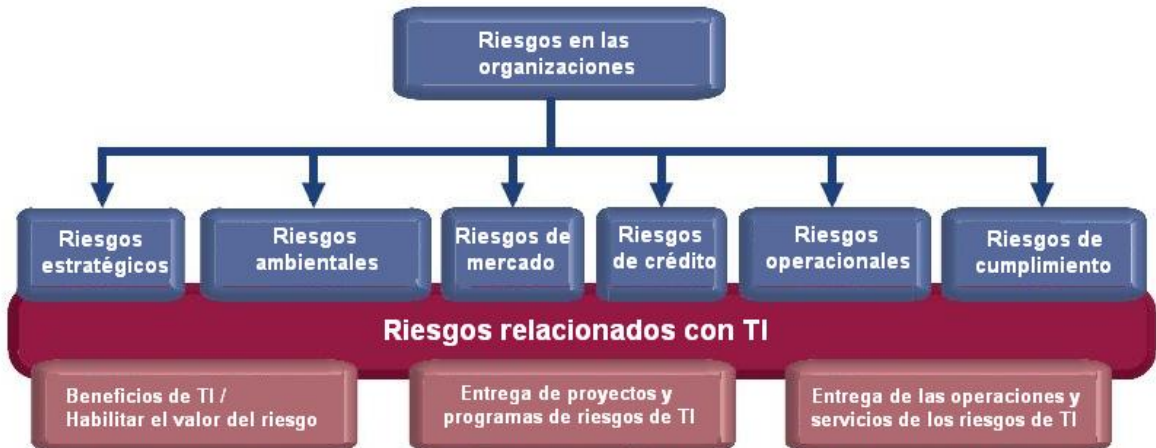 Riesgos en las
organizaciones
Riesgos
estratégicos
Riesgos
ambientales
Riesgos de
mercado
Riesgos
de crédito
Riesgos
operacionales
Riesgos de
cumplimiento
Riesgos relacionados con TI
Beneficios de TI /
Habilitar el valor del riesgo
Entrega de proyectos y
programas de riesgos de TI
Entrega de las operaciones y
servicios de los riesgos de TI